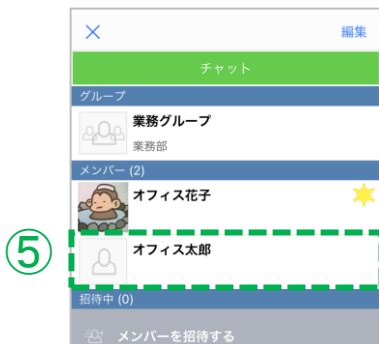 編集
チャット
グループ
業務グループ
業務部
メンバー (2)
オフィス花子
⑤
オフィス太郎
招待中 (0)
メンバーを招待する